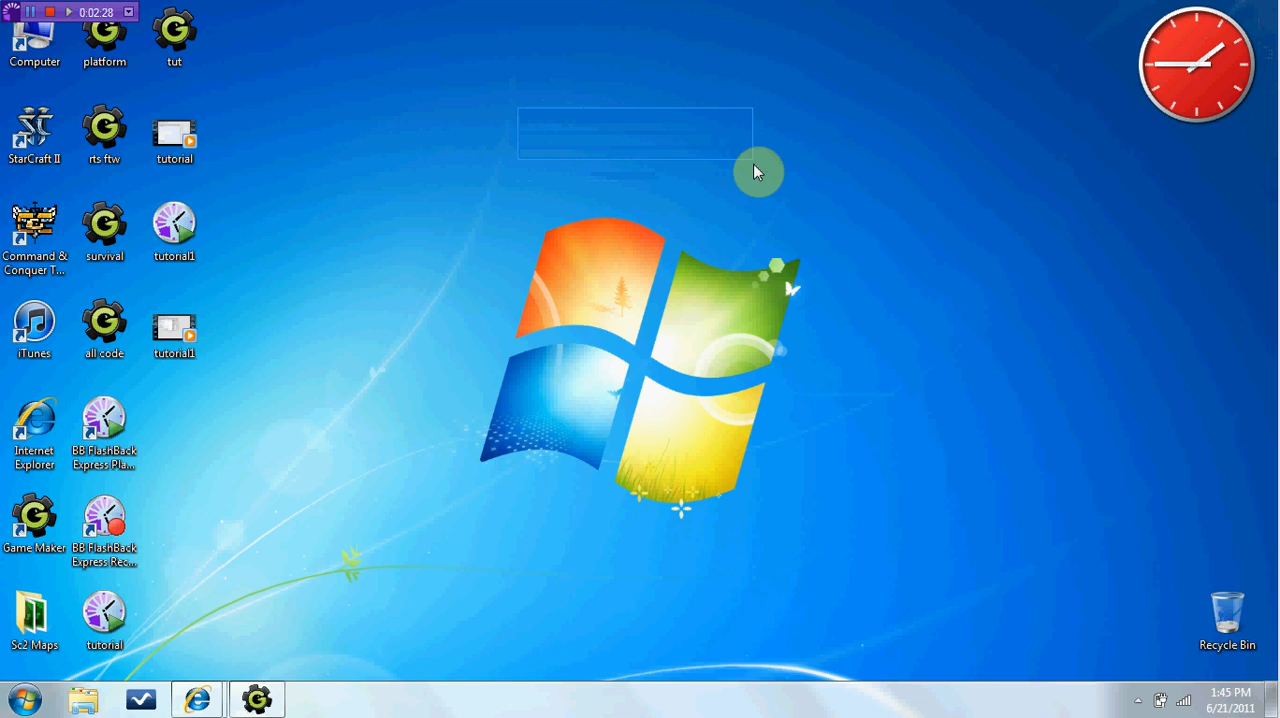 0:02:28
Computer
platform
tut
StarCraft II
rts ftw
tutorial
Command &
Conquer T...
survival
tutorial1
iTunes
all code
tutorial1
Internet
Explorer
BB FlashBack
Express Pla...
Game Maker
BB FlashBack
Express Rec...
Sc2 Maps
tutorial
Recycle Bin
1:45 PM
6/21/2011